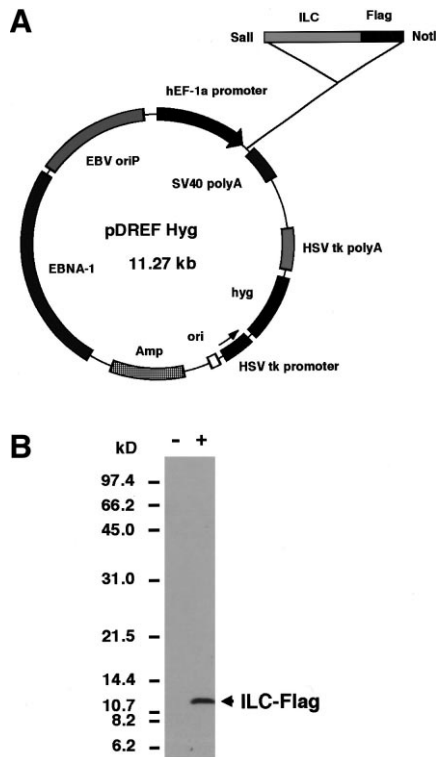 A
ILC Flag
SalI NotI
hEF-1a promoter
EBV oriP
SV40 polyA
pDREF Hyg
11.27 kb
HSV tk polyA
EBNA-1
hyg
ori
Amp
HSV tk promoter
B
kD - +
97.4
66.2
45.0
31.0
21.5
14.4
10.7
8.2
6.2
ILC-Flag